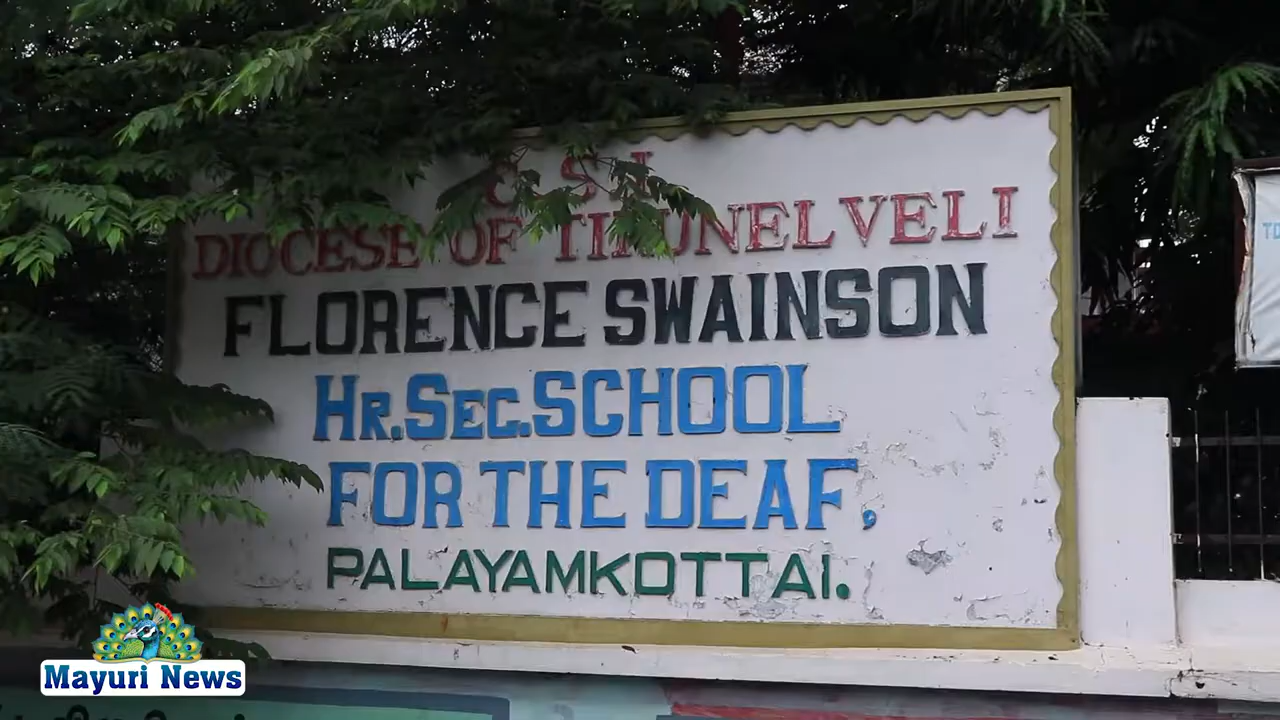 C S I
DIOCESE OF TIRUNELVELI
FLORENCE SWAINSON
HR.SEC.SCHOOL
FOR THE DEAF,
PALAYAMKOTTAI.
Mayuri News